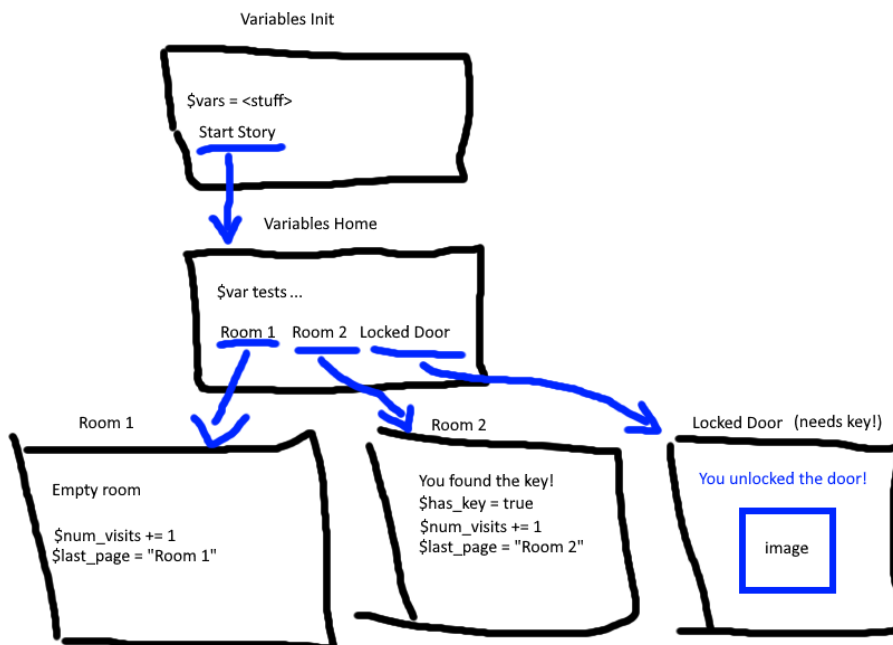 Variables Init
$vars = <stuff>
Start Story
Variables Home
$var tests ...
Room 1 Room 2 Locked Door
Room 1
Empty room
$num_visits += 1
$last_page = "Room 1"
Room 2
You found the key!
$has_key = true
$num_visits += 1
$last_page = "Room 2"
Locked Door (needs key!)
You unlocked the door!
image